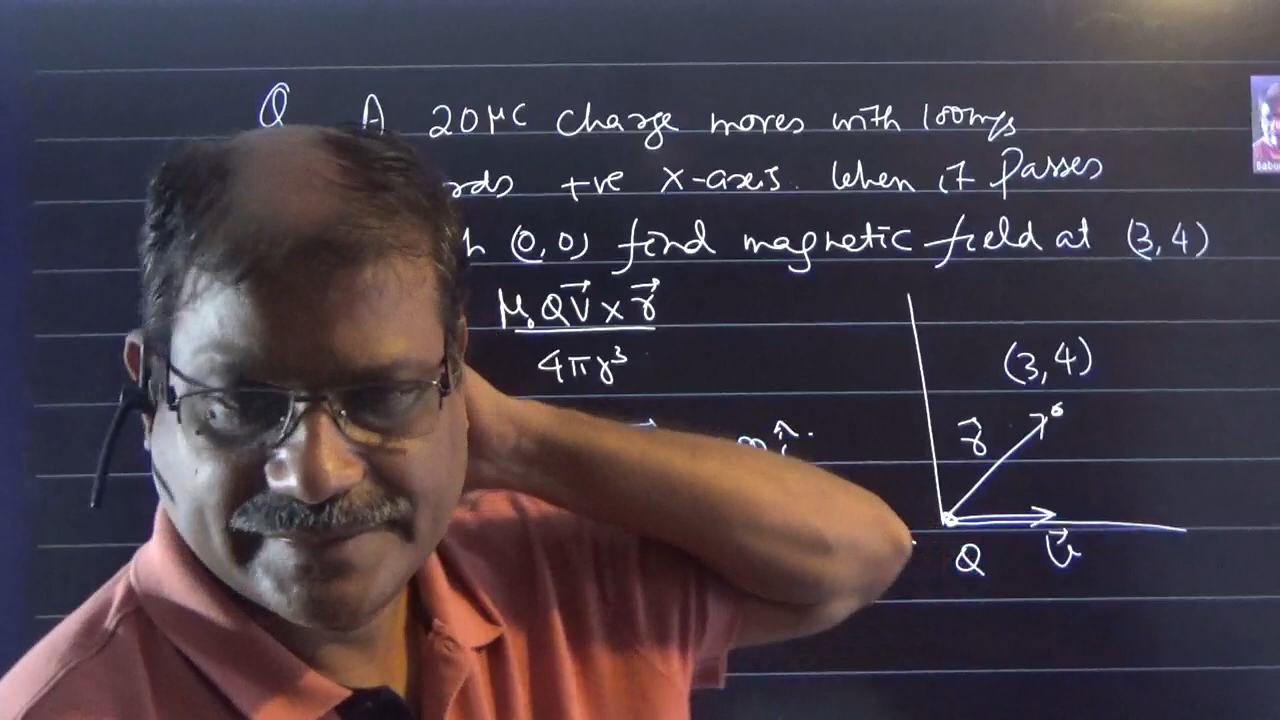 Q A 20μC charge moves with 100m/s
rds +ve x-axis. When it Passes
h (0,0) find magnetic field at (3,4)
μ₀QV⃗ × r⃗
4πr³
(3,4)
r⃗
î.
Q v⃗
Babu